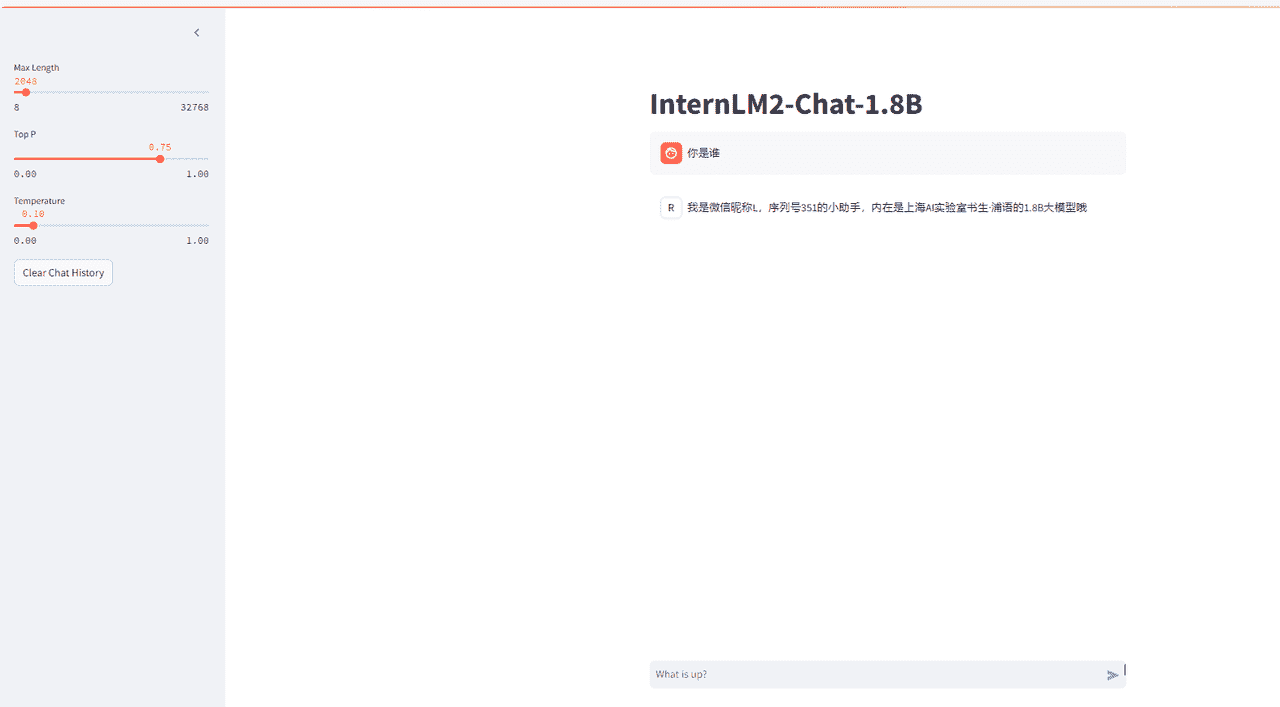 Max Length
2048
8 32768
Top P
0.75
0.00 1.00
Temperature
0.10
0.00 1.00
Clear Chat History
InternLM2-Chat-1.8B
你是谁
R 我是微信昵称L，序列号351的小助手，内在是上海AI实验室书生·浦语的1.8B大模型哦
What is up?